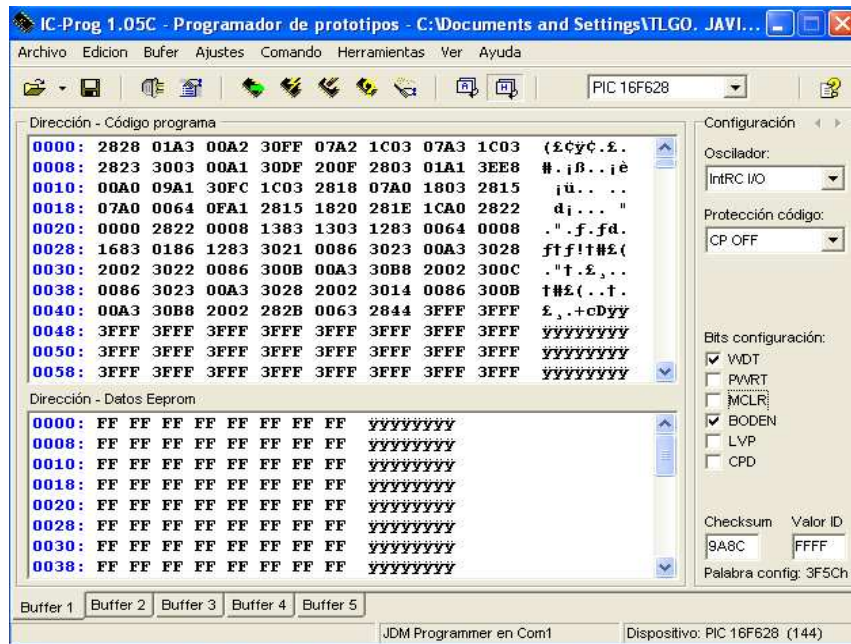 IC-Prog 1.05C - Programador de prototipos - C:\Documents and Settings\TLGO. JAVI...
Archivo Edicion Bufer Ajustes Comando Herramientas Ver Ayuda
PIC 16F628
Dirección - Código programa
0000: 2828 01A3 00A2 30FF 07A2 1C03 07A3 1C03 (£¢ÿ¢.£.
0008: 2823 3003 00A1 30DF 200F 2803 01A1 3EE8 #.¡ß..¡è
0010: 00A0 09A1 30FC 1C03 2818 07A0 1803 2815 ¡ü.. ..
0018: 07A0 0064 0FA1 2815 1820 281E 1CA0 2822 d¡... "
0020: 0000 2822 0008 1383 1303 1283 0064 0008 .".ƒ.ƒd.
0028: 1683 0186 1283 3021 0086 3023 00A3 3028 ƒ†ƒ!†#£(
0030: 2002 3022 0086 300B 00A3 30B8 2002 300C ."†.£¸..
0038: 0086 3023 00A3 3028 2002 3014 0086 300B †#£(..†.
0040: 00A3 30B8 2002 282B 0063 2844 3FFF 3FFF £¸.+cDÿÿ
0048: 3FFF 3FFF 3FFF 3FFF 3FFF 3FFF 3FFF 3FFF ÿÿÿÿÿÿÿÿ
0050: 3FFF 3FFF 3FFF 3FFF 3FFF 3FFF 3FFF 3FFF ÿÿÿÿÿÿÿÿ
0058: 3FFF 3FFF 3FFF 3FFF 3FFF 3FFF 3FFF 3FFF ÿÿÿÿÿÿÿÿ
Dirección - Datos Eeprom
0000: FF FF FF FF FF FF FF FF ÿÿÿÿÿÿÿÿ
0008: FF FF FF FF FF FF FF FF ÿÿÿÿÿÿÿÿ
0010: FF FF FF FF FF FF FF FF ÿÿÿÿÿÿÿÿ
0018: FF FF FF FF FF FF FF FF ÿÿÿÿÿÿÿÿ
0020: FF FF FF FF FF FF FF FF ÿÿÿÿÿÿÿÿ
0028: FF FF FF FF FF FF FF FF ÿÿÿÿÿÿÿÿ
0030: FF FF FF FF FF FF FF FF ÿÿÿÿÿÿÿÿ
0038: FF FF FF FF FF FF FF FF ÿÿÿÿÿÿÿÿ
Configuración
Oscilador:
IntRC I/O
Protección código:
CP OFF
Bits configuración:
WDT
PWRT
MCLR
BODEN
LVP
CPD
Checksum Valor ID
9A8C FFFF
Palabra config: 3F5Ch
Buffer 1 Buffer 2 Buffer 3 Buffer 4 Buffer 5
JDM Programmer en Com1 Dispositivo: PIC 16F628 (144)